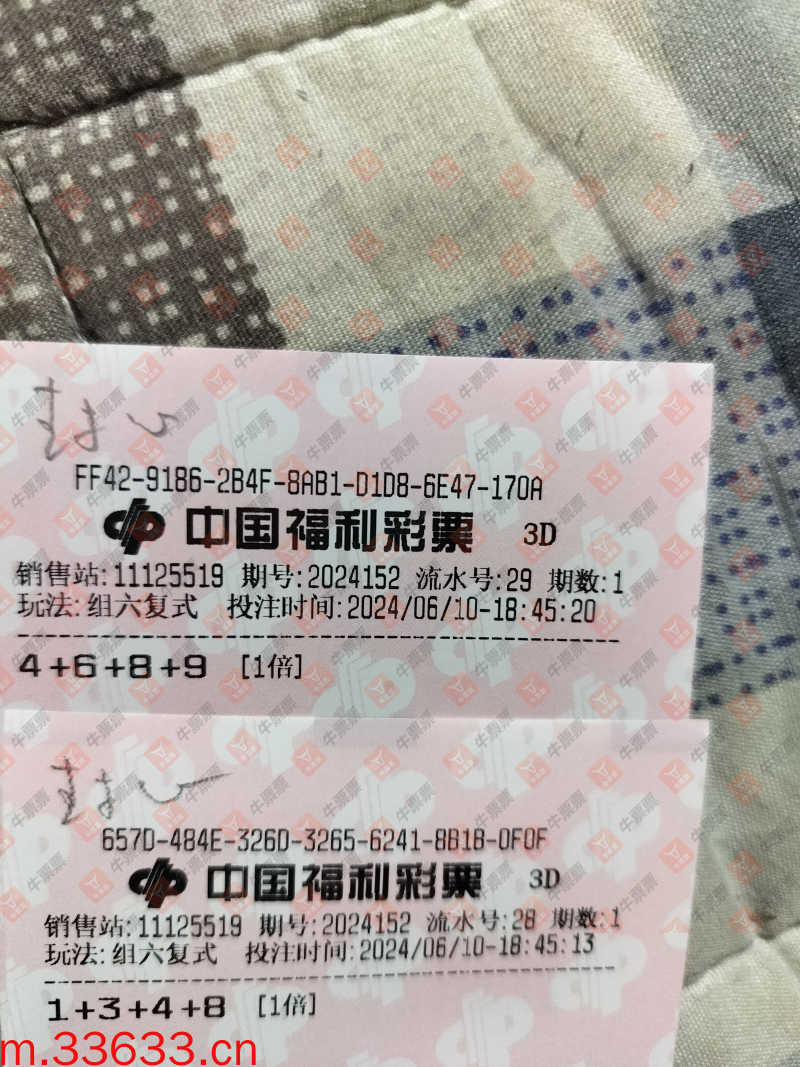 FF42-9186-2B4F-8AB1-D1D8-6E47-170A
中国福利彩票 3D
销售站:11125519 期号:2024152 流水号:29 期数:1
玩法:组六复式 投注时间:2024/06/10-18:45:20
4+6+8+9 [1倍]
657D-484E-326D-3265-6241-8B1B-0F0F
中国福利彩票 3D
销售站:11125519 期号:2024152 流水号:28 期数:1
玩法:组六复式 投注时间:2024/06/10-18:45:13
1+3+4+8 [1倍]
m.33633.cn
牛票票